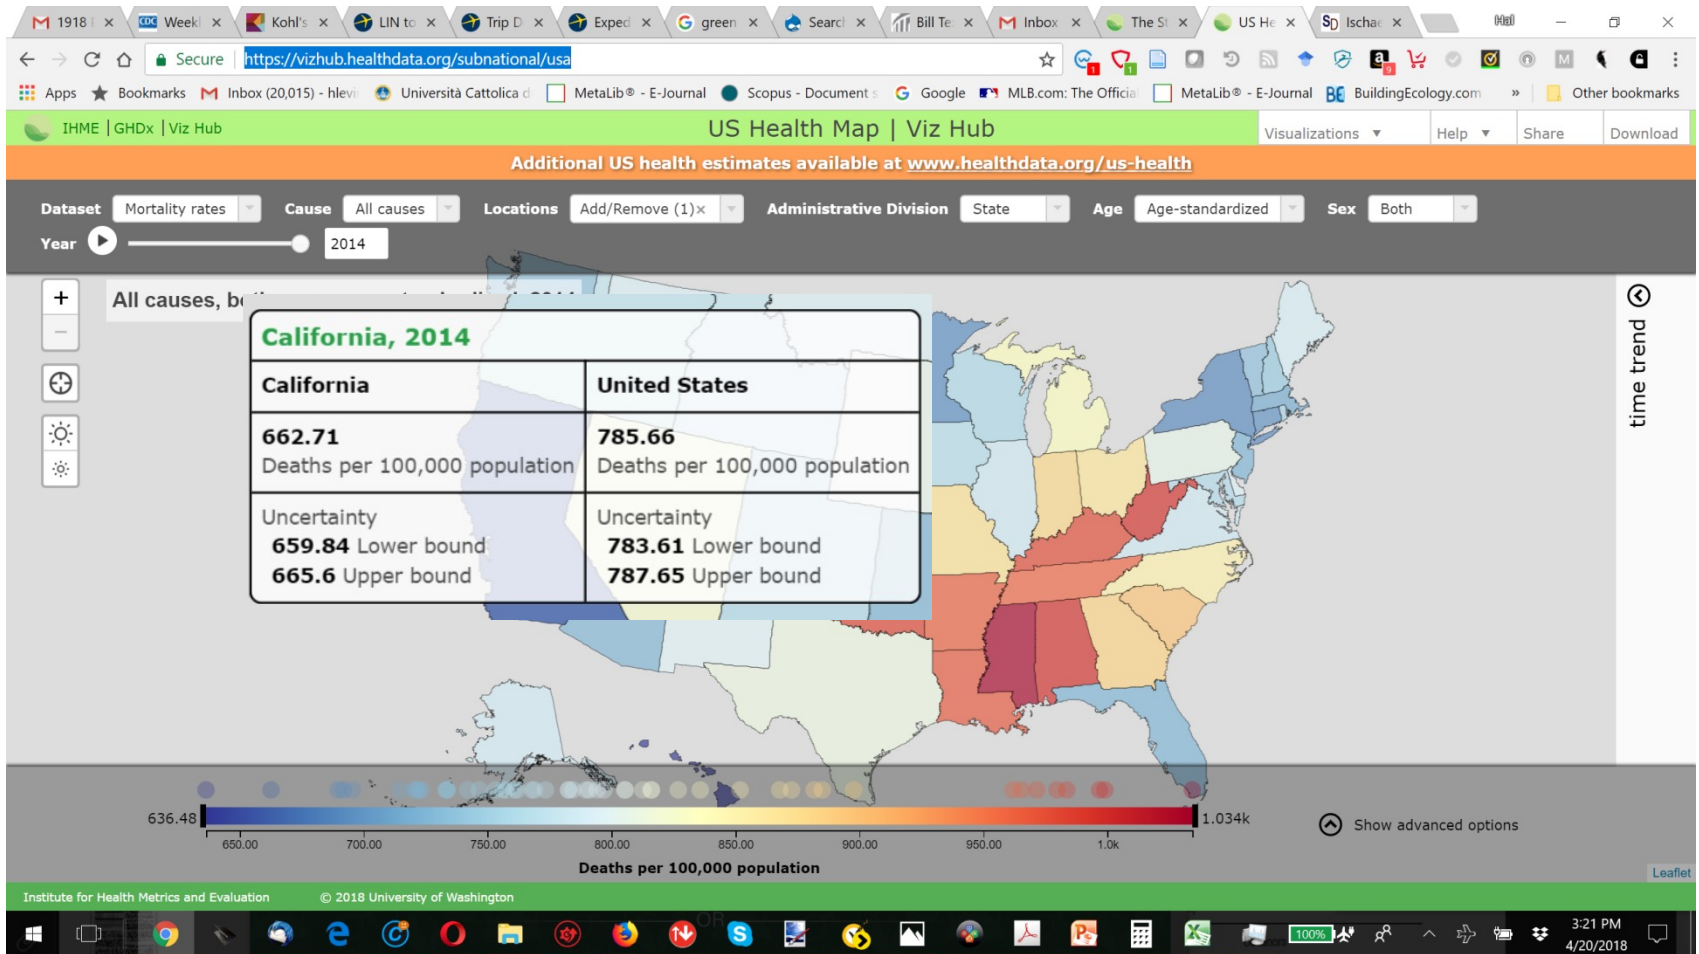 1918 F
Weekl
Kohl's
LIN to
Trip D
Exped
green
Search
Bill Te
Inbox
The St
US He
Ischae
Hal
Secure
https://vizhub.healthdata.org/subnational/usa
Apps
Bookmarks
Inbox (20,015) - hlevi
Università Cattolica d
MetaLib® - E-Journal
Scopus - Document s
Google
MLB.com: The Officia
MetaLib® - E-Journal
BuildingEcology.com
»
Other bookmarks
IHME | GHDx | Viz Hub
US Health Map | Viz Hub
Visualizations
Help
Share
Download
Additional US health estimates available at www.healthdata.org/us-health
Dataset Mortality rates
Cause All causes
Locations Add/Remove (1)×
Administrative Division State
Age Age-standardized
Sex Both
Year 2014
+
−
All causes,
California, 2014
California United States
662.71 785.66
Deaths per 100,000 population Deaths per 100,000 population
Uncertainty Uncertainty
659.84 Lower bound 783.61 Lower bound
665.6 Upper bound 787.65 Upper bound
time trend
636.48 1.034k
650.00 700.00 750.00 800.00 850.00 900.00 950.00 1.0k
Deaths per 100,000 population
Show advanced options
Leaflet
Institute for Health Metrics and Evaluation © 2018 University of Washington
OR
100%
3:21 PM
4/20/2018